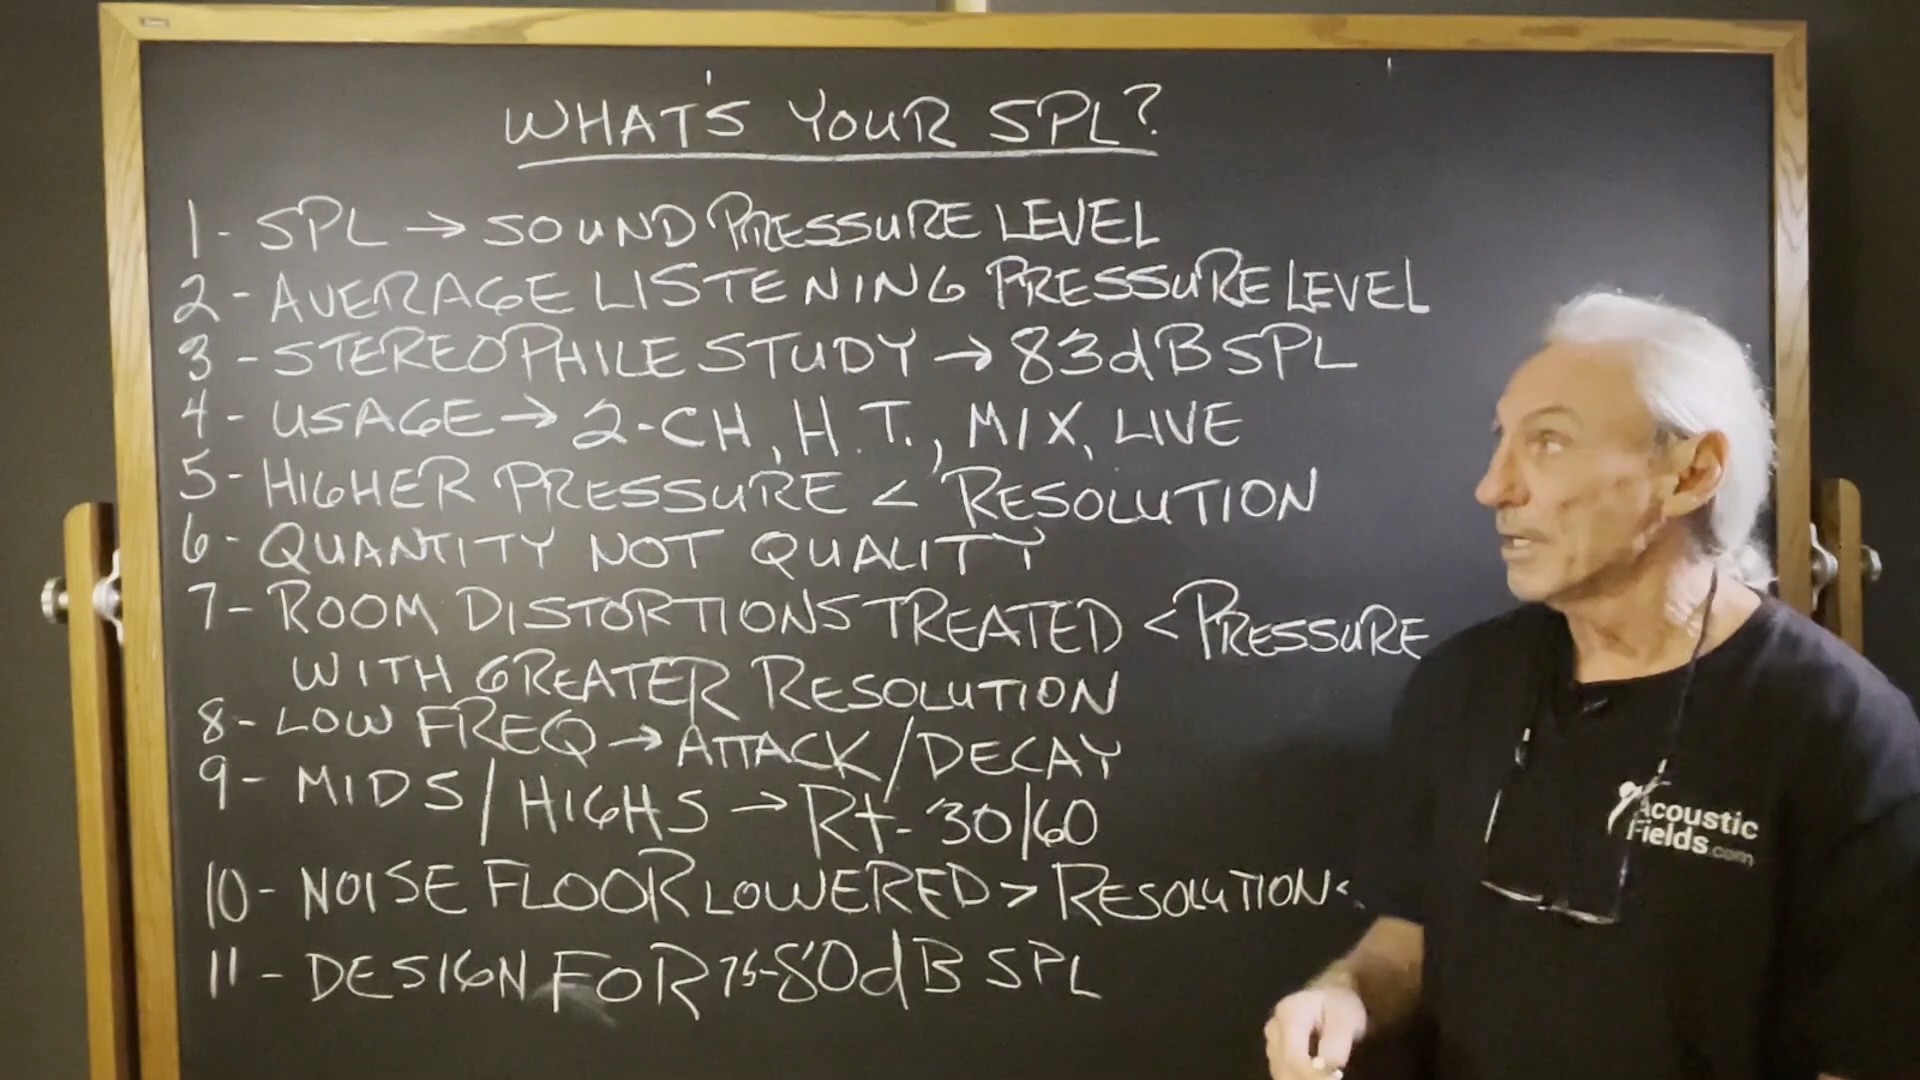 WHAT'S YOUR SPL?
1- SPL → SOUND PRESSURE LEVEL
2- AVERAGE LISTENING PRESSURE LEVEL
3- STEREOPHILE STUDY → 83dB SPL
4- USAGE → 2-CH, H.T., MIX, LIVE
5- HIGHER PRESSURE < RESOLUTION
6- QUANTITY NOT QUALITY
7- ROOM DISTORTIONS TREATED < PRESSURE
WITH GREATER RESOLUTION
8- LOW FREQ → ATTACK/DECAY
9- MIDS/HIGHS → Rt-30/60
10- NOISE FLOOR LOWERED > RESOLUTION <
11- DESIGN FOR 75-80dB SPL
Acoustic
Fields.com